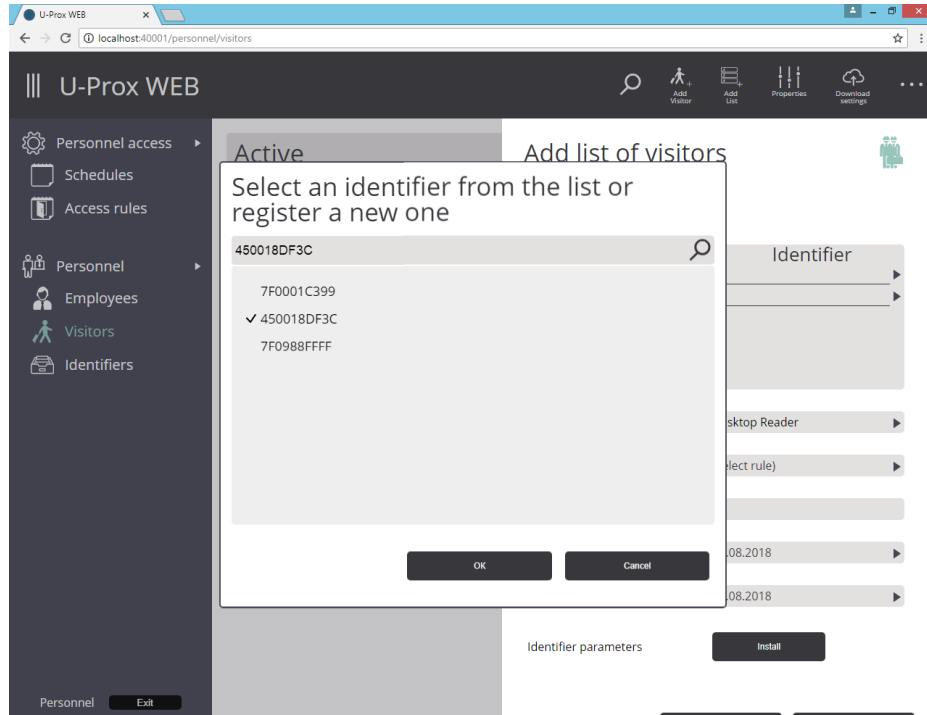 U-Prox WEB
localhost:40001/personnel/visitors
U-Prox WEB
Add
Visitor
Add
List
Properties
Download
settings
Personnel access
Schedules
Access rules
Personnel
Employees
Visitors
Identifiers
Personnel
Exit
Active
Add list of visitors
Select an identifier from the list or
register a new one
450018DF3C
7F0001C399
450018DF3C
7F0988FFFF
OK
Cancel
Identifier
sktop Reader
elect rule)
.08.2018
.08.2018
Identifier parameters
Install